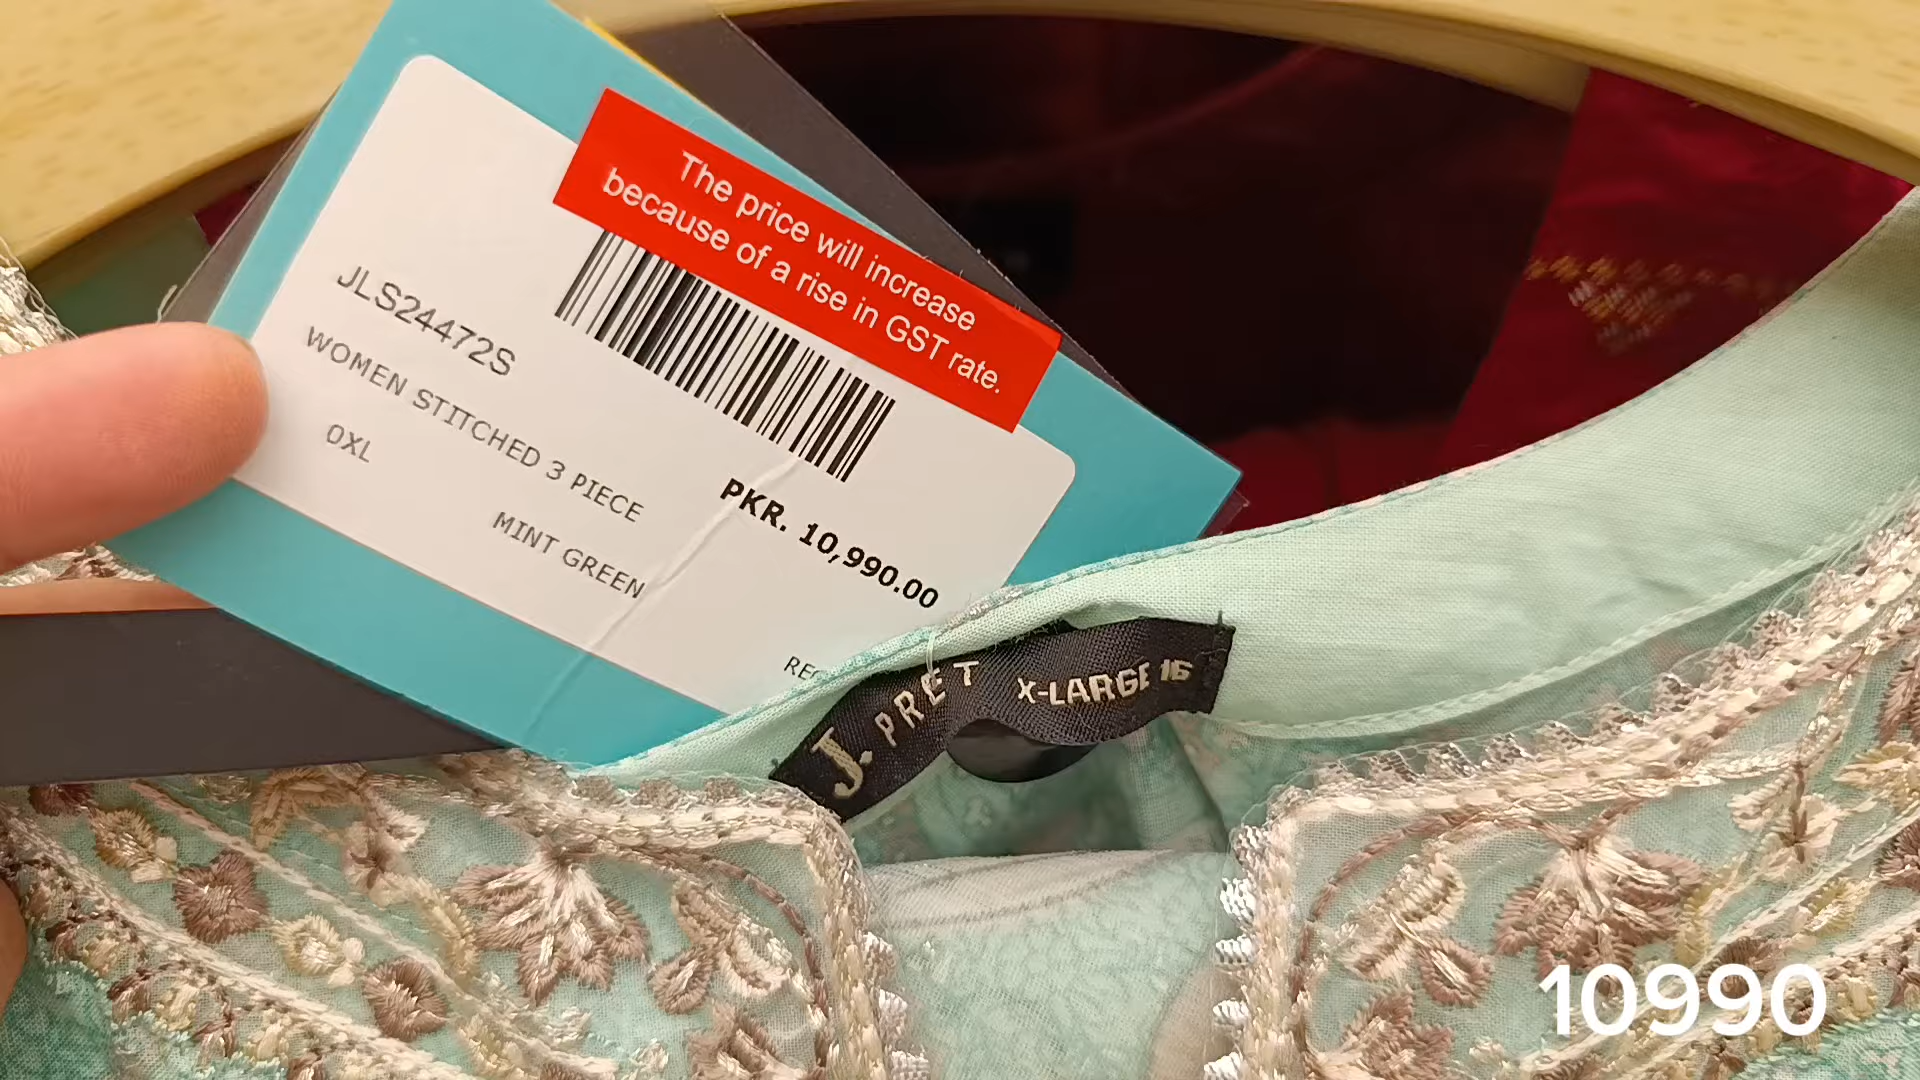 The price will increase
because of a rise in GST rate.
JLS24472S
WOMEN STITCHED 3 PIECE
0XL
MINT GREEN
PKR. 10,990.00
J. PRET X-LARGE 16
10990